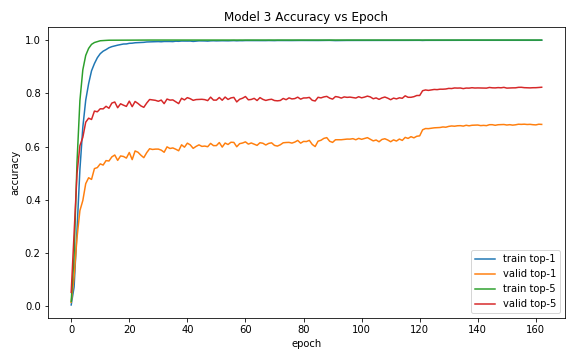 Model 3 Accuracy vs Epoch
accuracy
1.0
0.8
0.6
0.4
0.2
0.0
0 20 40 60 80 100 120 140 160
epoch
train top-1
valid top-1
train top-5
valid top-5